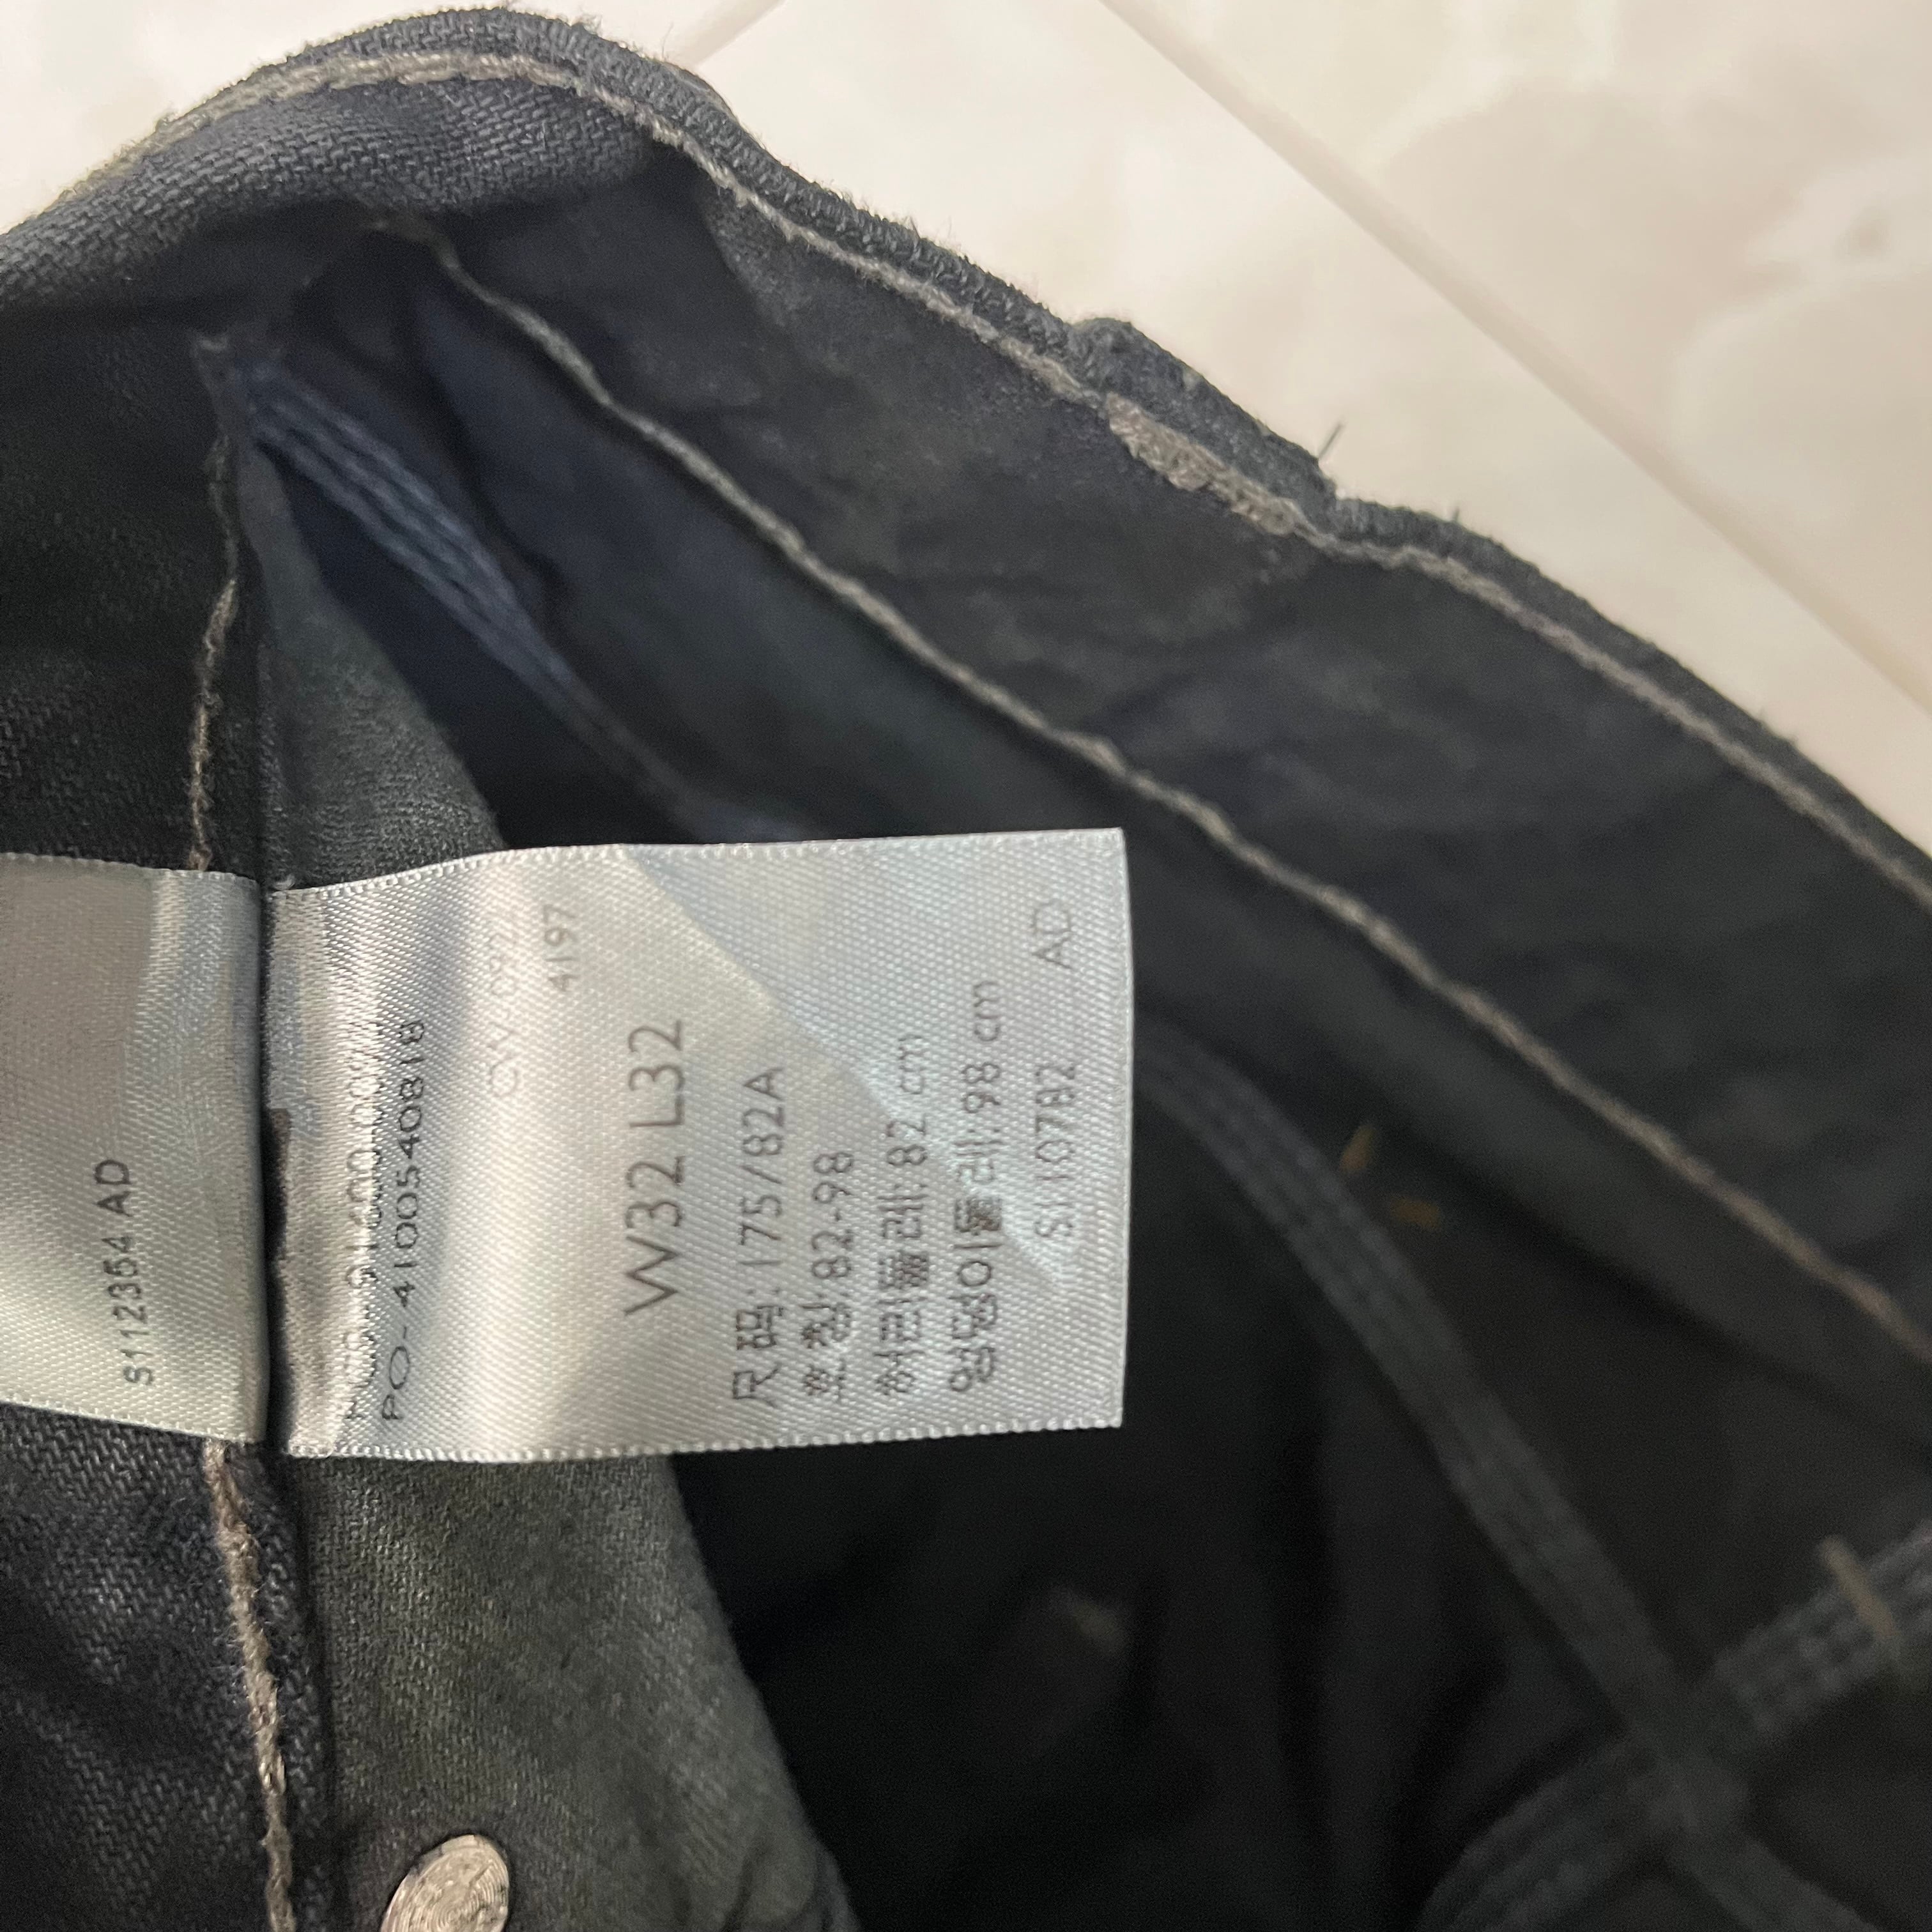 S112354 AD
PO-4100540818
4197
W32 L32
尺码: 175/82A
호칭:82-98
허리둘레:82 cm
엉덩이둘레:98 cm
S110782 AD